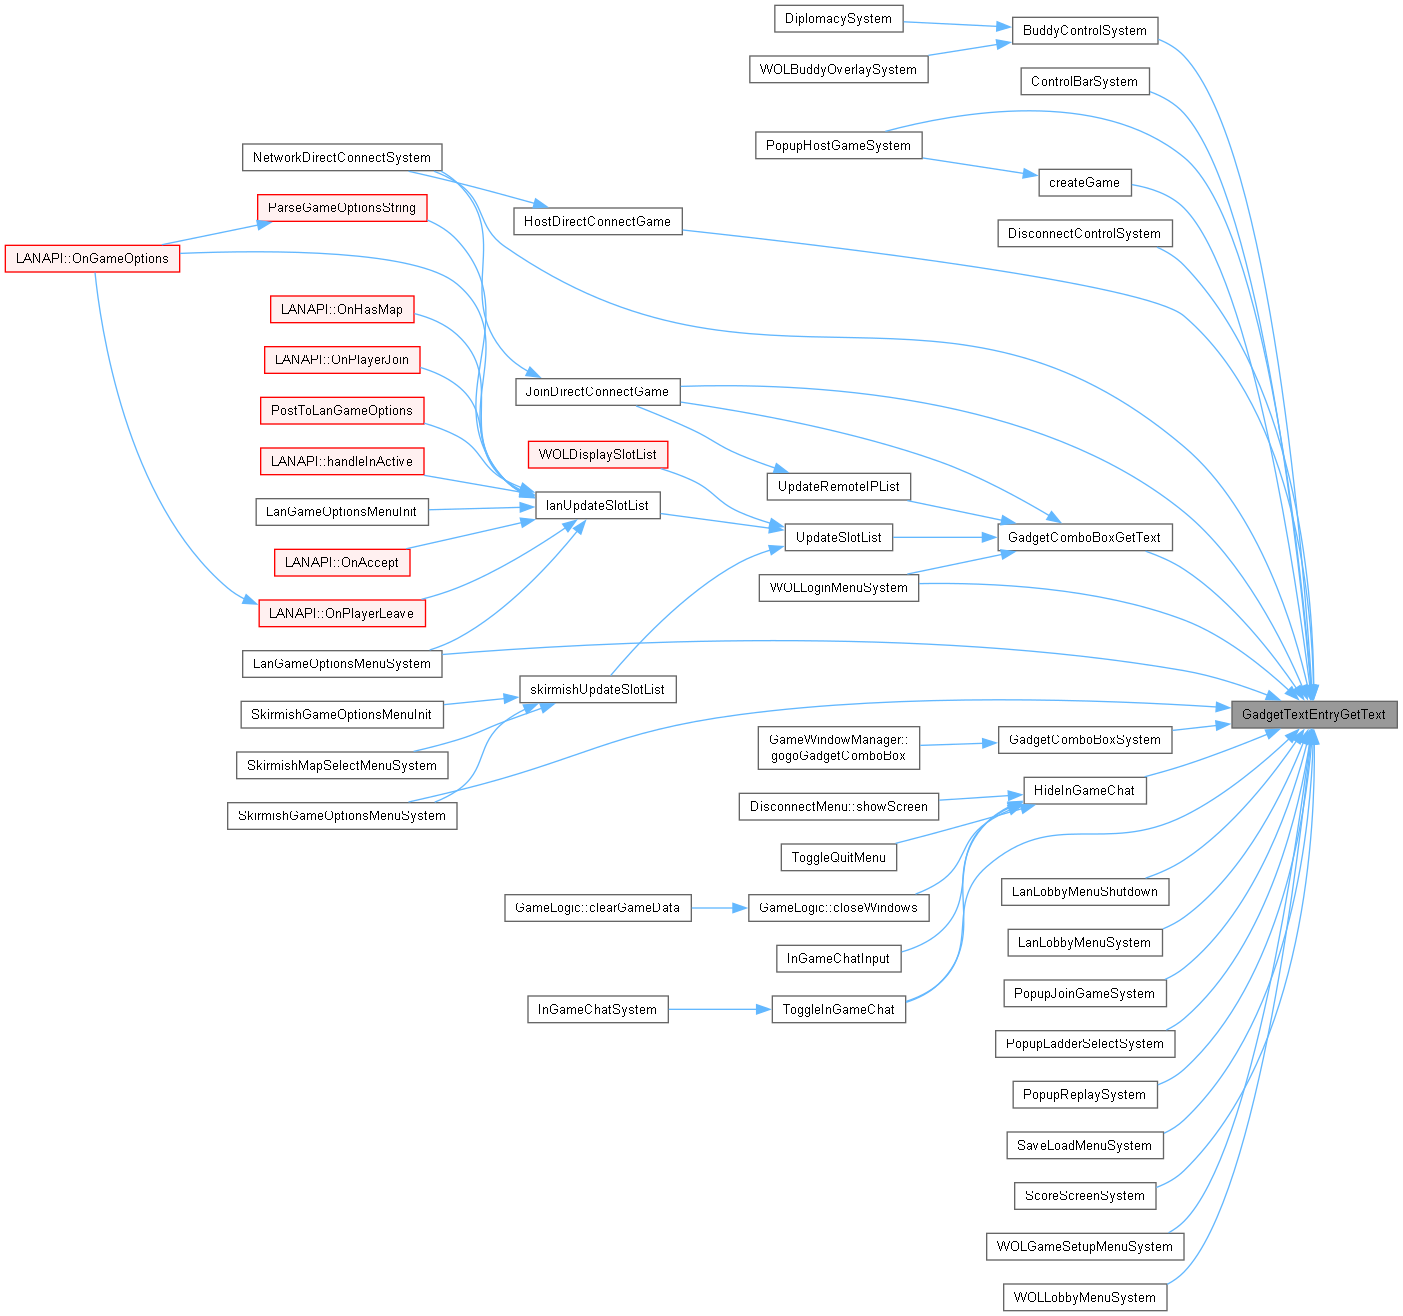 DiplomacySystem
BuddyControlSystem
WOLBuddyOverlaySystem
ControlBarSystem
PopupHostGameSystem
NetworkDirectConnectSystem
createGame
ParseGameOptionsString
HostDirectConnectGame
DisconnectControlSystem
LANAPI::OnGameOptions
LANAPI::OnHasMap
LANAPI::OnPlayerJoin
JoinDirectConnectGame
PostToLanGameOptions
WOLDisplaySlotList
LANAPI::handleInActive
UpdateRemoteIPList
lanUpdateSlotList
LanGameOptionsMenuInit
UpdateSlotList
GadgetComboBoxGetText
LANAPI::OnAccept
WOLLoginMenuSystem
LANAPI::OnPlayerLeave
LanGameOptionsMenuSystem
skirmishUpdateSlotList
SkirmishGameOptionsMenuInit
GadgetTextEntryGetText
GameWindowManager::
gogoGadgetComboBox
GadgetComboBoxSystem
SkirmishMapSelectMenuSystem
HideInGameChat
DisconnectMenu::showScreen
SkirmishGameOptionsMenuSystem
ToggleQuitMenu
LanLobbyMenuShutdown
GameLogic::clearGameData
GameLogic::closeWindows
LanLobbyMenuSystem
InGameChatInput
PopupJoinGameSystem
InGameChatSystem
ToggleInGameChat
PopupLadderSelectSystem
PopupReplaySystem
SaveLoadMenuSystem
ScoreScreenSystem
WOLGameSetupMenuSystem
WOLLobbyMenuSystem